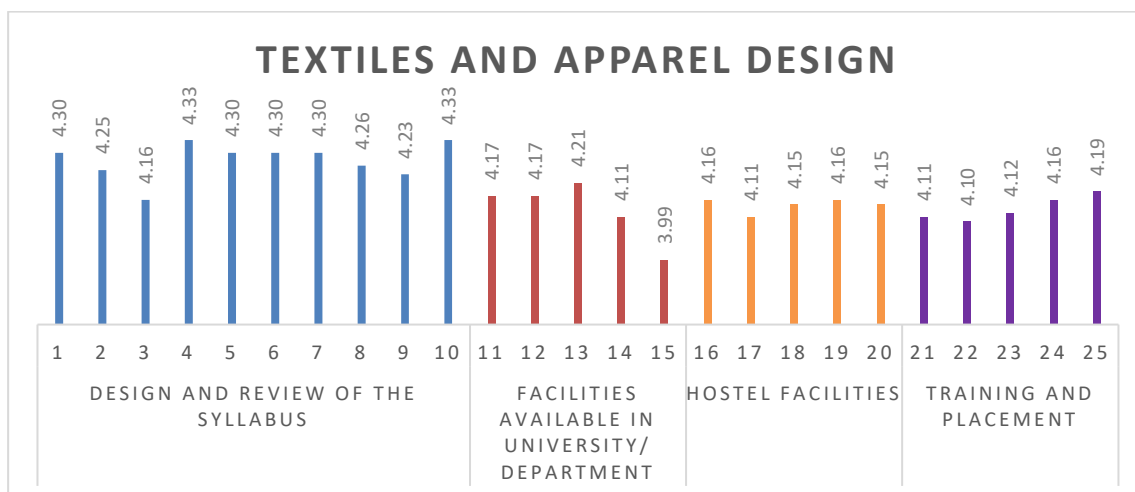 TEXTILES AND APPAREL DESIGN
4.30
4.25
4.16
4.33
4.30
4.30
4.30
4.26
4.23
4.33
4.17
4.17
4.21
4.11
3.99
4.16
4.11
4.15
4.16
4.15
4.11
4.10
4.12
4.16
4.19
1 2 3 4 5 6 7 8 9 10 11 12 13 14 15 16 17 18 19 20 21 22 23 24 25
DESIGN AND REVIEW OF THE
SYLLABUS
FACILITIES
AVAILABLE IN
UNIVERSITY/
DEPARTMENT
HOSTEL FACILITIES
TRAINING AND
PLACEMENT